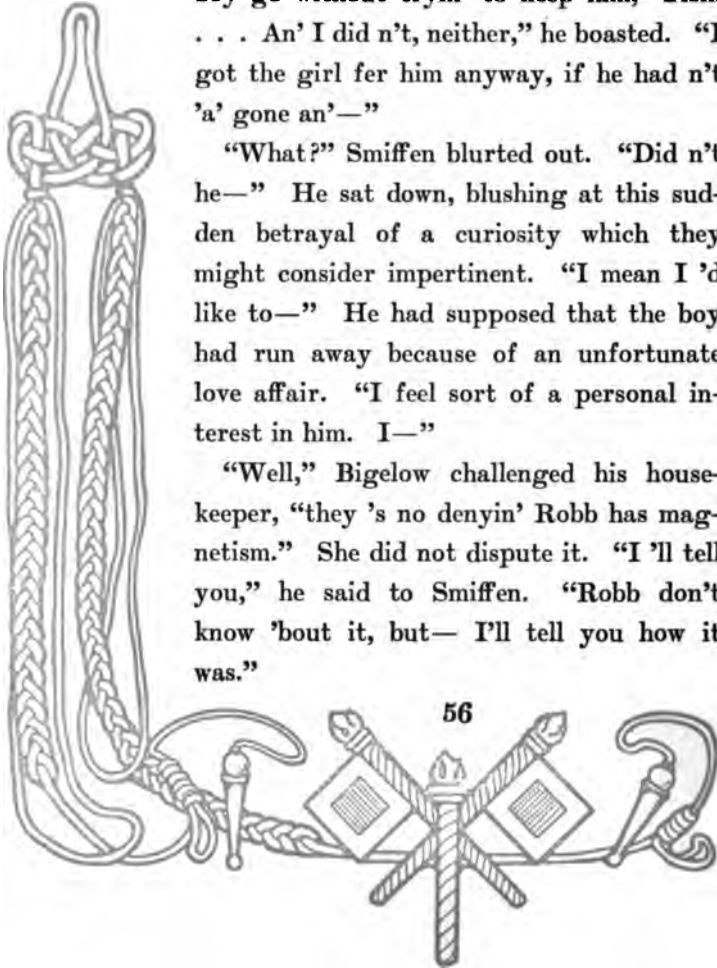 . . . An' I did n't, neither,” he boasted. “I
got the girl fer him anyway, if he had n't
'a' gone an'—”
“What?” Smiffen blurted out. “Did n't
he—” He sat down, blushing at this sud-
den betrayal of a curiosity which they
might consider impertinent. “I mean I 'd
like to—” He had supposed that the boy
had run away because of an unfortunate
love affair. “I feel sort of a personal in-
terest in him. I—”
“Well,” Bigelow challenged his house-
keeper, “they 's no denyin' Robb has mag-
netism.” She did not dispute it. “I 'll tell
you,” he said to Smiffen. “Robb don't
know 'bout it, but— I'll tell you how it
was.”
56